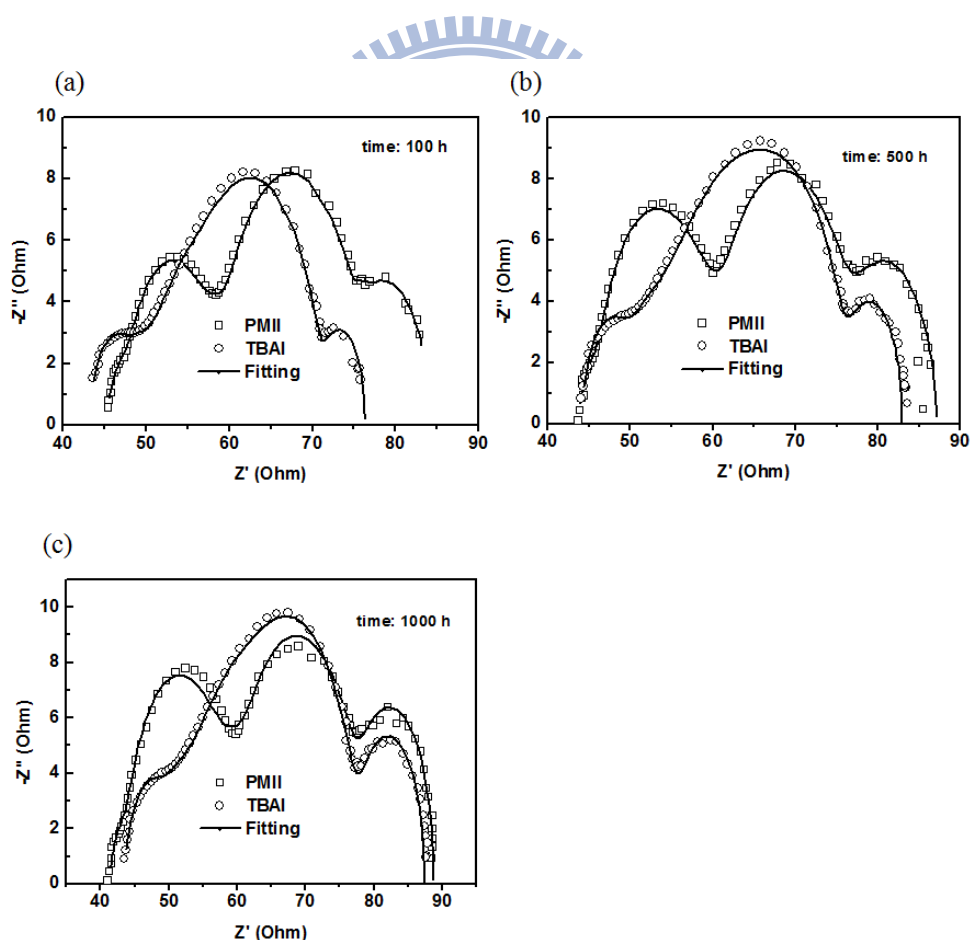 (a)
10
8
6
4
2
0
-Z" (Ohm)
time: 100 h
PMII
TBAI
Fitting
40 50 60 70 80 90
Z' (Ohm)
(b)
10
8
6
4
2
0
-Z" (Ohm)
time: 500 h
PMII
TBAI
Fitting
40 50 60 70 80 90
Z' (Ohm)
(c)
10
8
6
4
2
0
-Z" (Ohm)
time: 1000 h
PMII
TBAI
Fitting
40 50 60 70 80 90
Z' (Ohm)